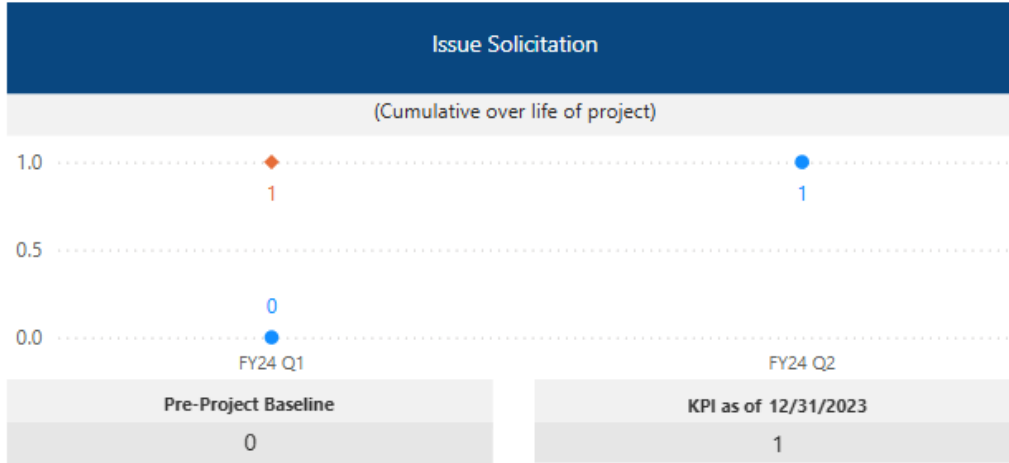 Issue Solicitation
(Cumulative over life of project)
1.0
1
1
0.5
0
0.0
FY24 Q1 FY24 Q2
Pre-Project Baseline KPI as of 12/31/2023
0 1